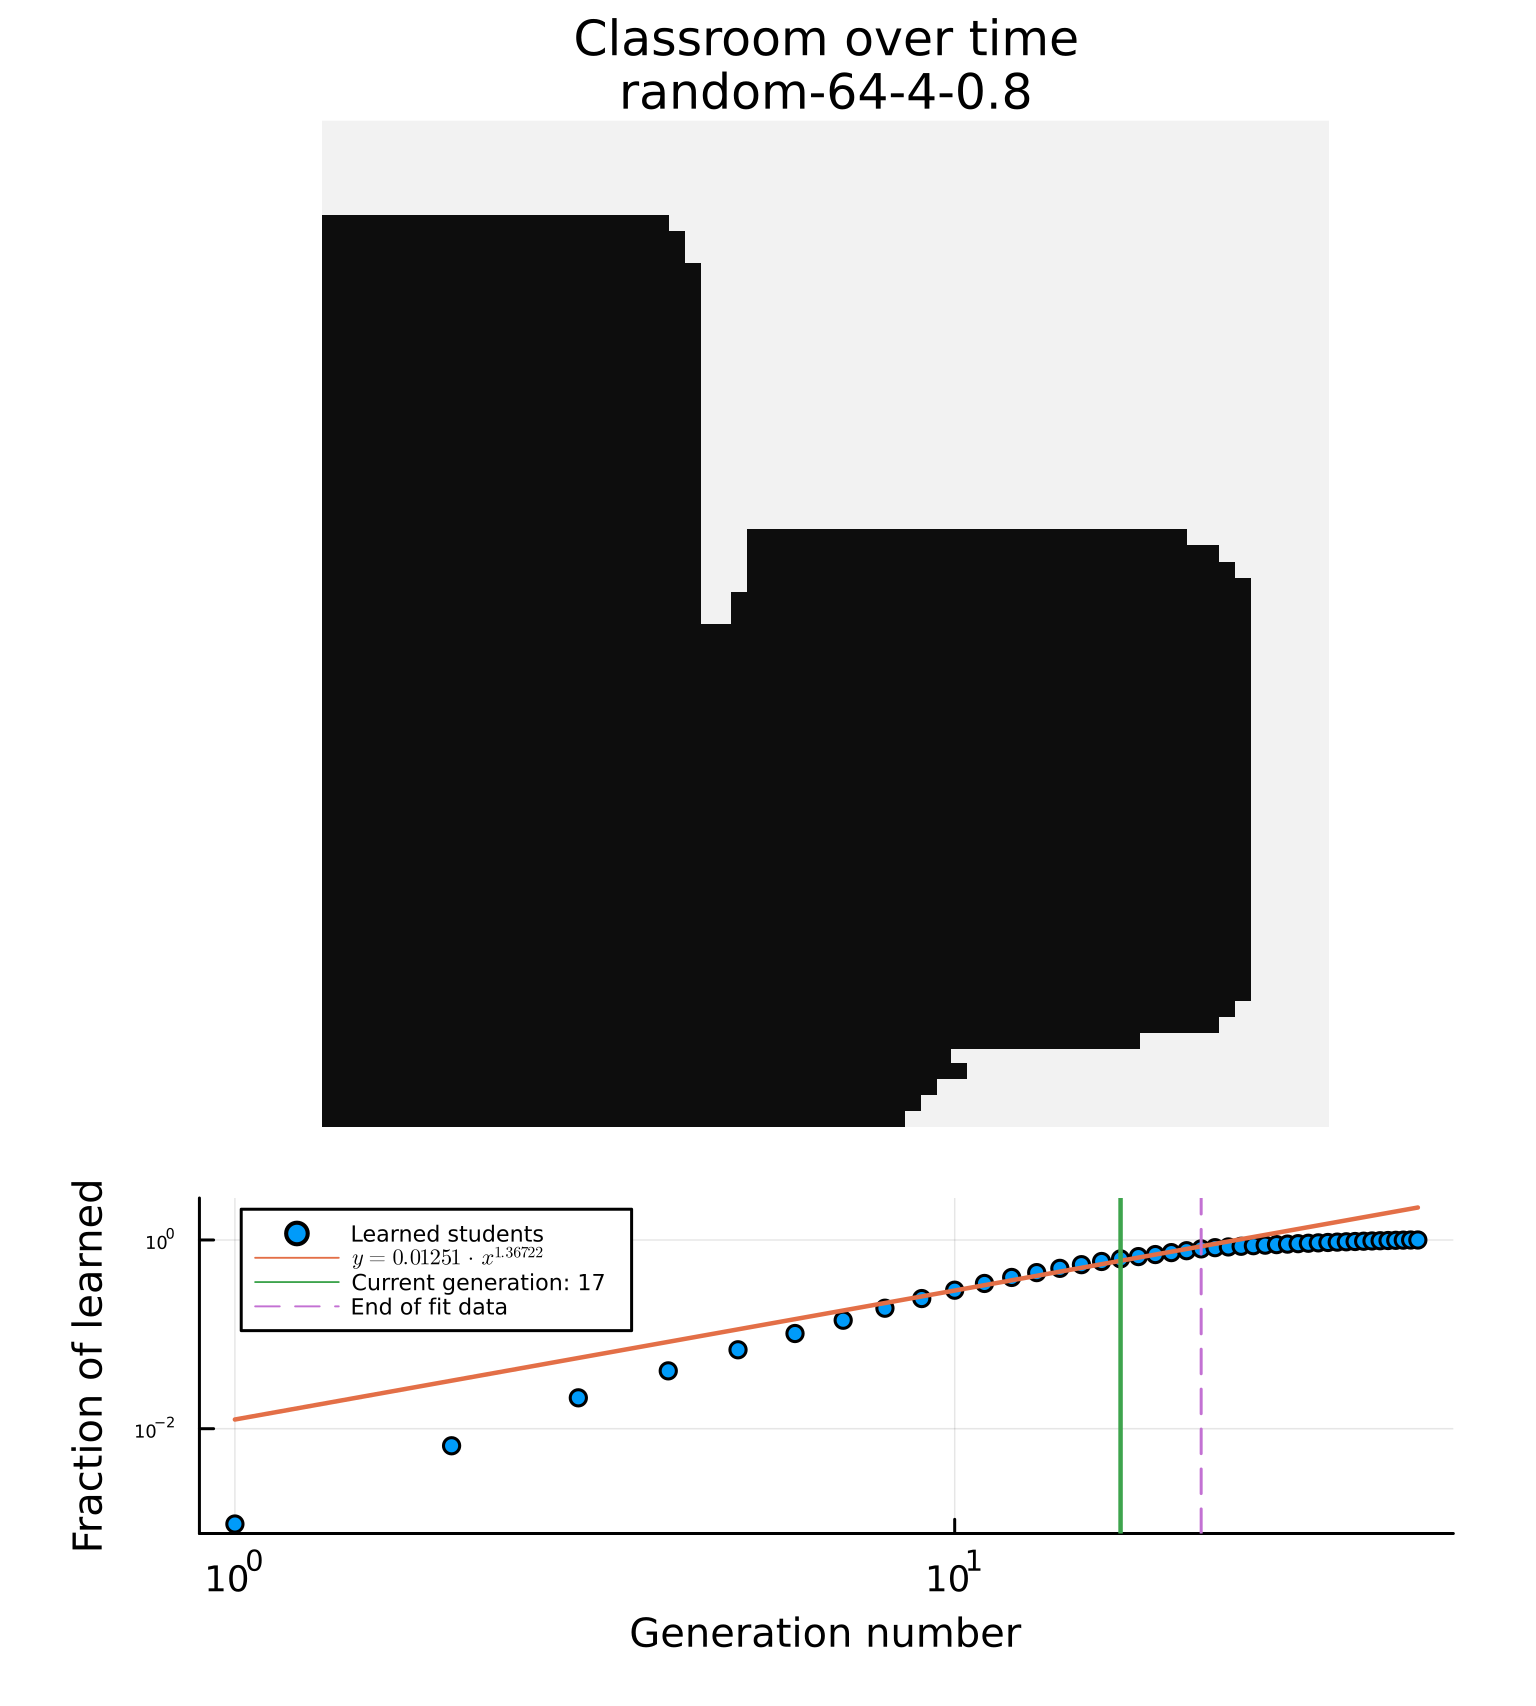 Classroom over time
random-64-4-0.8
Fraction of learned
10^0
10^-2
Learned students
y = 0.01251 · x^1.36722
Current generation: 17
End of fit data
10^0
10^1
Generation number